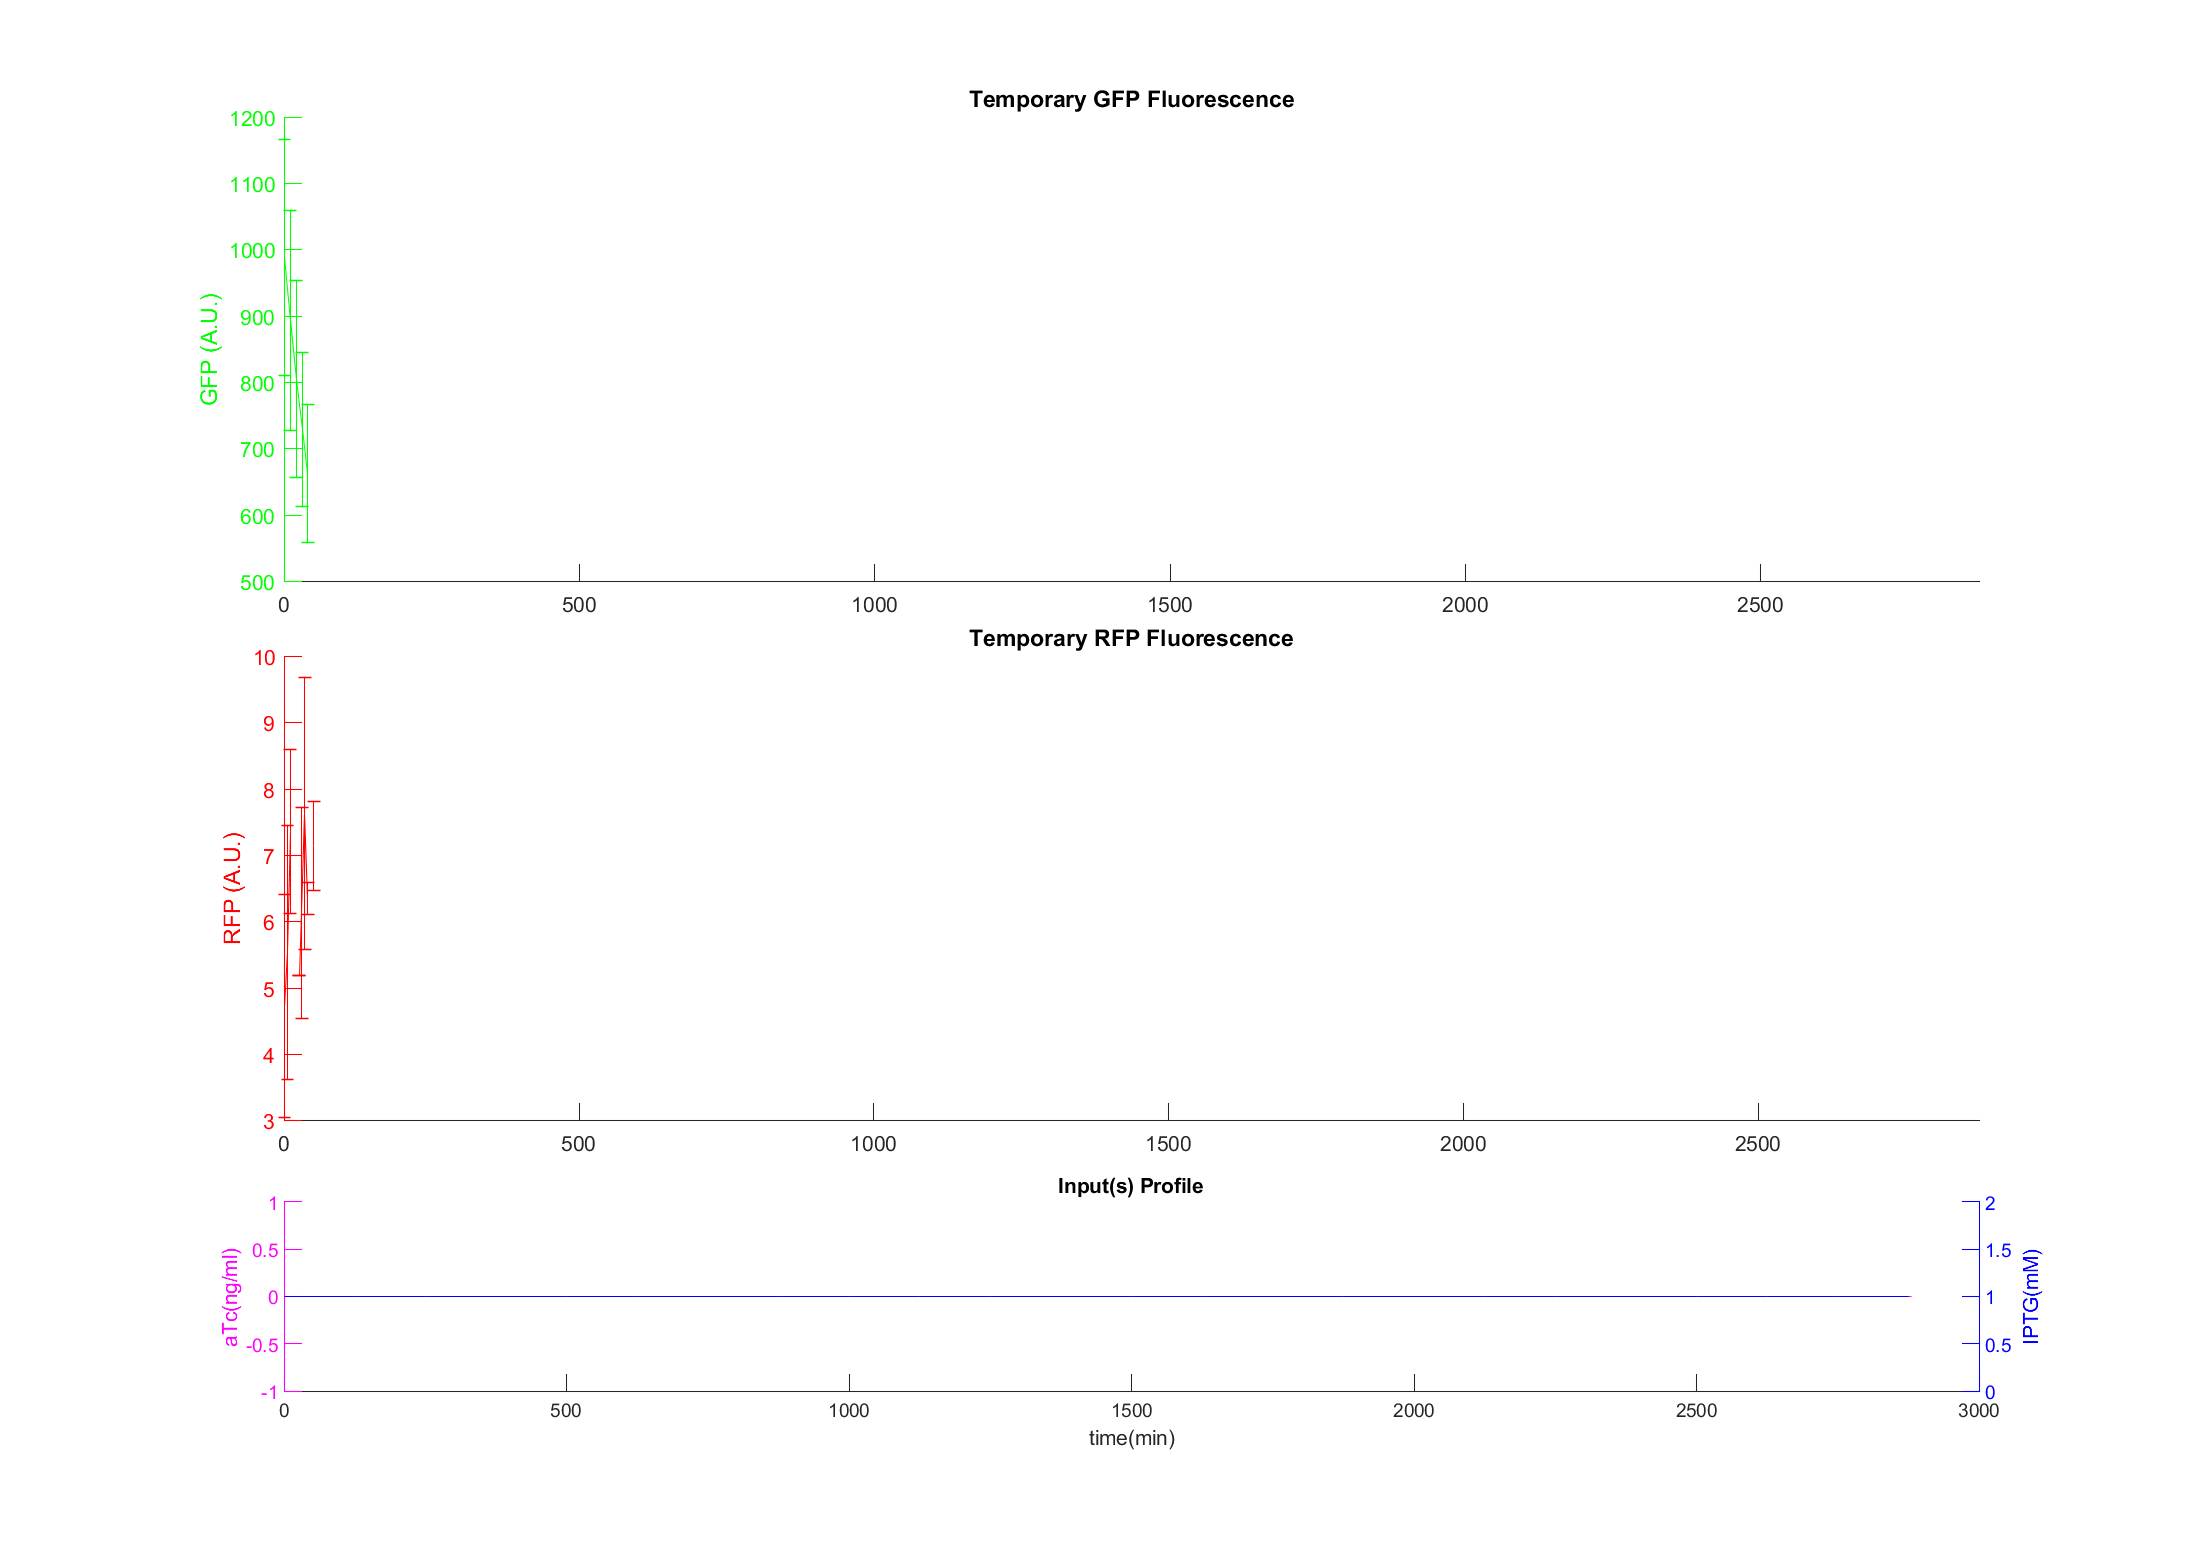 Temporary GFP Fluorescence
1200
1100
1000
900
800
700
600
500
GFP (A.U.)
0 500 1000 1500 2000 2500
Temporary RFP Fluorescence
10
9
8
7
6
5
4
3
RFP (A.U.)
0 500 1000 1500 2000 2500
Input(s) Profile
1
0.5
0
-0.5
-1
aTc(ng/ml)
2
1.5
1
0.5
0
IPTG(mM)
0 500 1000 1500 2000 2500 3000
time(min)